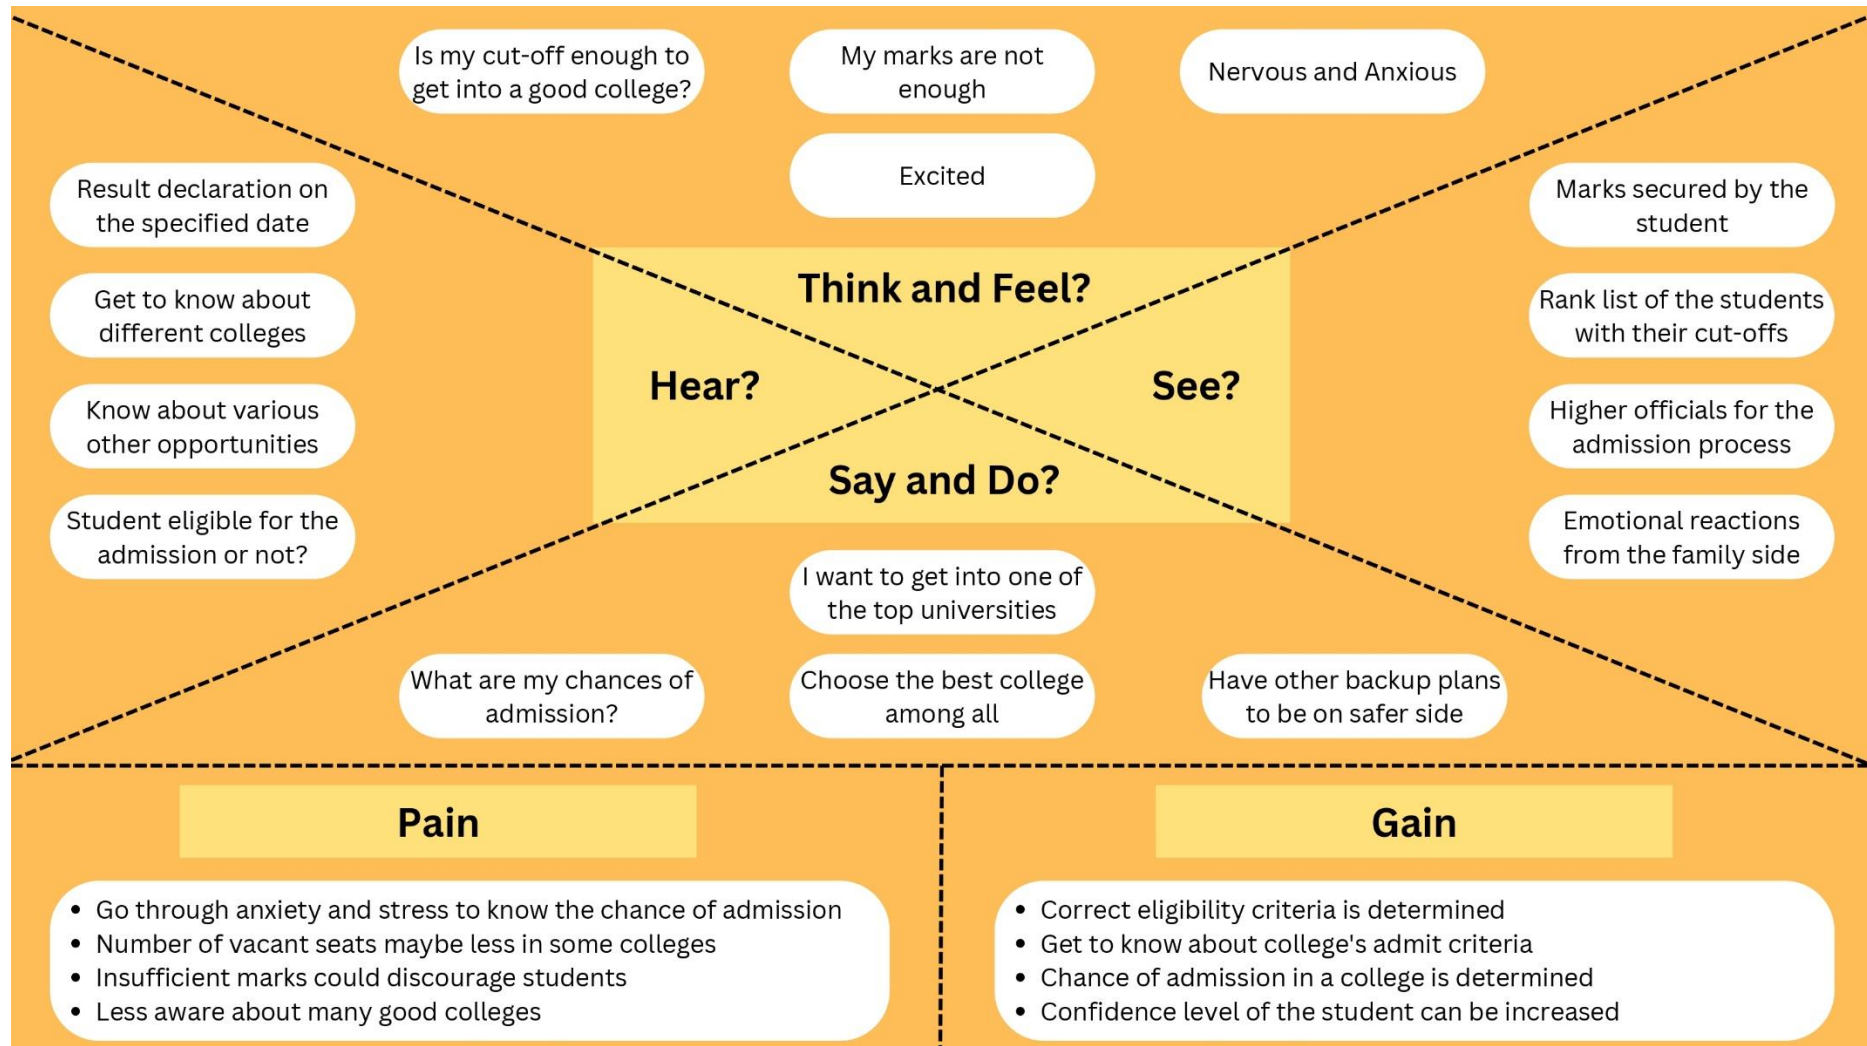 Is my cut-off enough to
get into a good college?
My marks are not
enough
Nervous and Anxious
Excited
Result declaration on
the specified date
Get to know about
different colleges
Know about various
other opportunities
Student eligible for the
admission or not?
Think and Feel?
Hear?
See?
Say and Do?
Marks secured by the
student
Rank list of the students
with their cut-offs
Higher officials for the
admission process
Emotional reactions
from the family side
I want to get into one of
the top universities
What are my chances of
admission?
Choose the best college
among all
Have other backup plans
to be on safer side
Pain
• Go through anxiety and stress to know the chance of admission
• Number of vacant seats maybe less in some colleges
• Insufficient marks could discourage students
• Less aware about many good colleges
Gain
• Correct eligibility criteria is determined
• Get to know about college's admit criteria
• Chance of admission in a college is determined
• Confidence level of the student can be increased